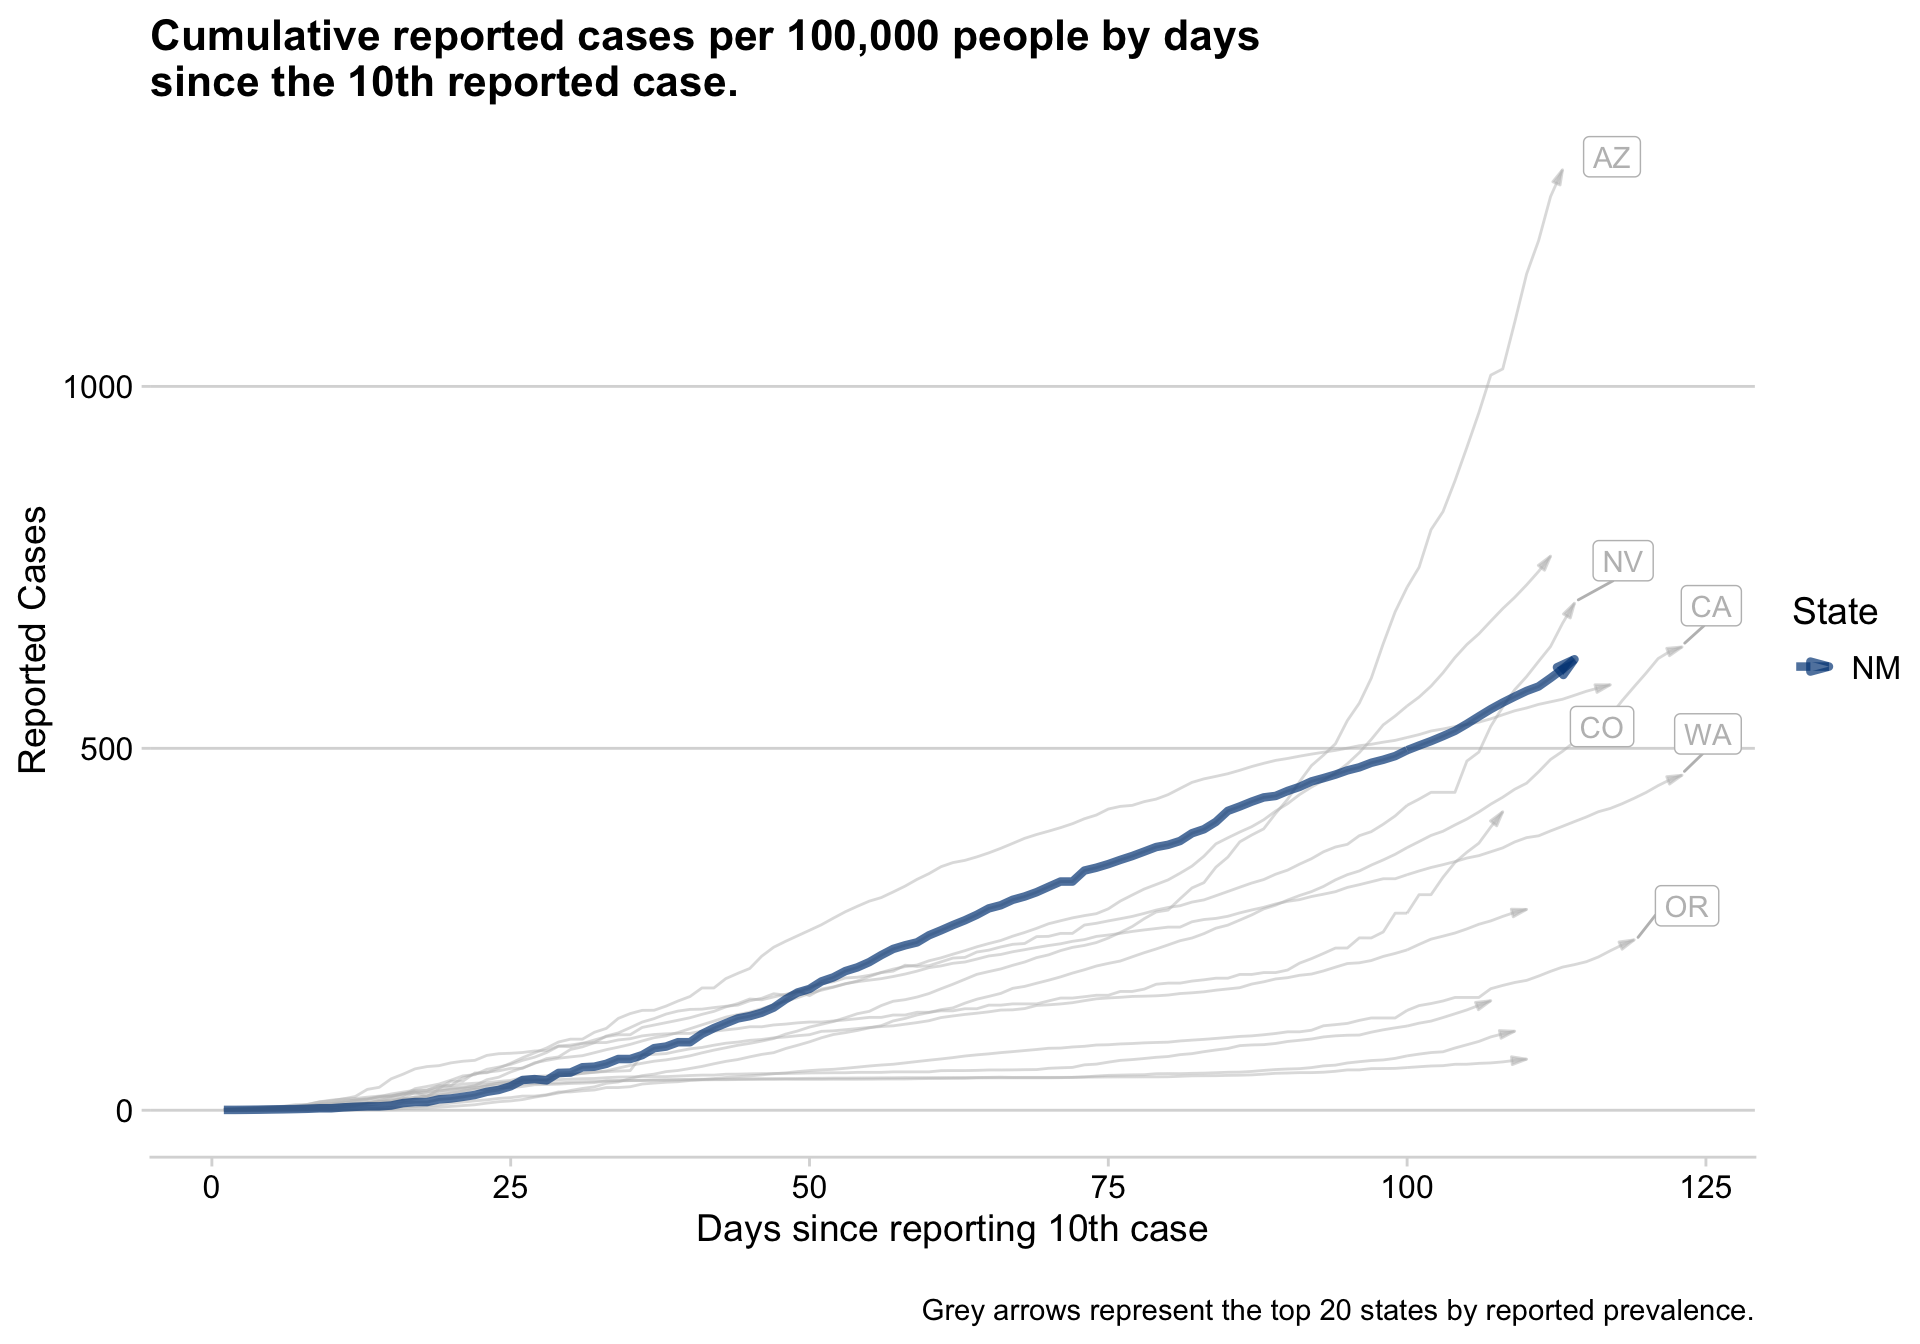 Cumulative reported cases per 100,000 people by days
since the 10th reported case.
AZ
1000
NV
CA
State
NM
CO
WA
500
OR
0
Reported Cases
0 25 50 75 100 125
Days since reporting 10th case
Grey arrows represent the top 20 states by reported prevalence.